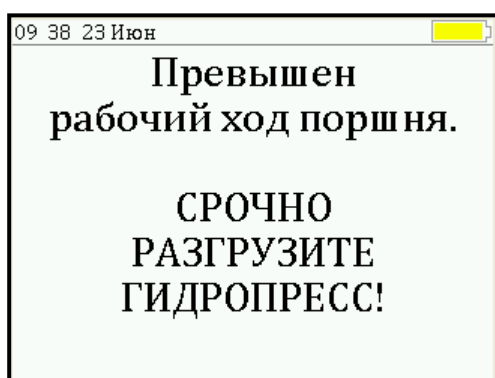 09 38 23 Июн
Превышен
рабочий ход поршня.
СРОЧНО
РАЗГРУЗИТЕ
ГИДРОПРЕСС!